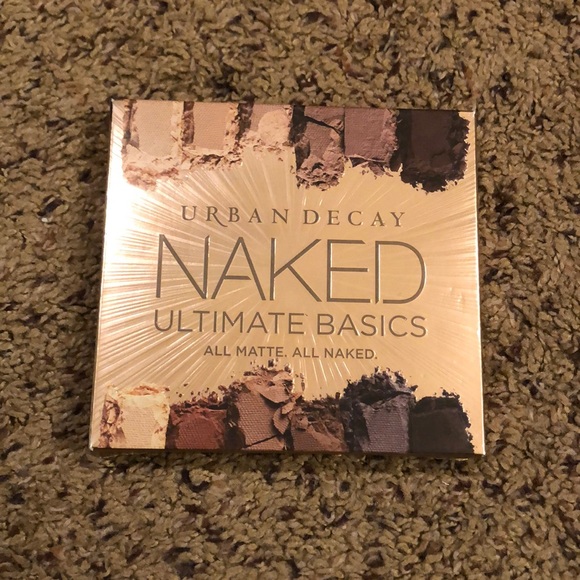 URBAN DECAY
NAKED
ULTIMATE BASICS
ALL MATTE. ALL NAKED.